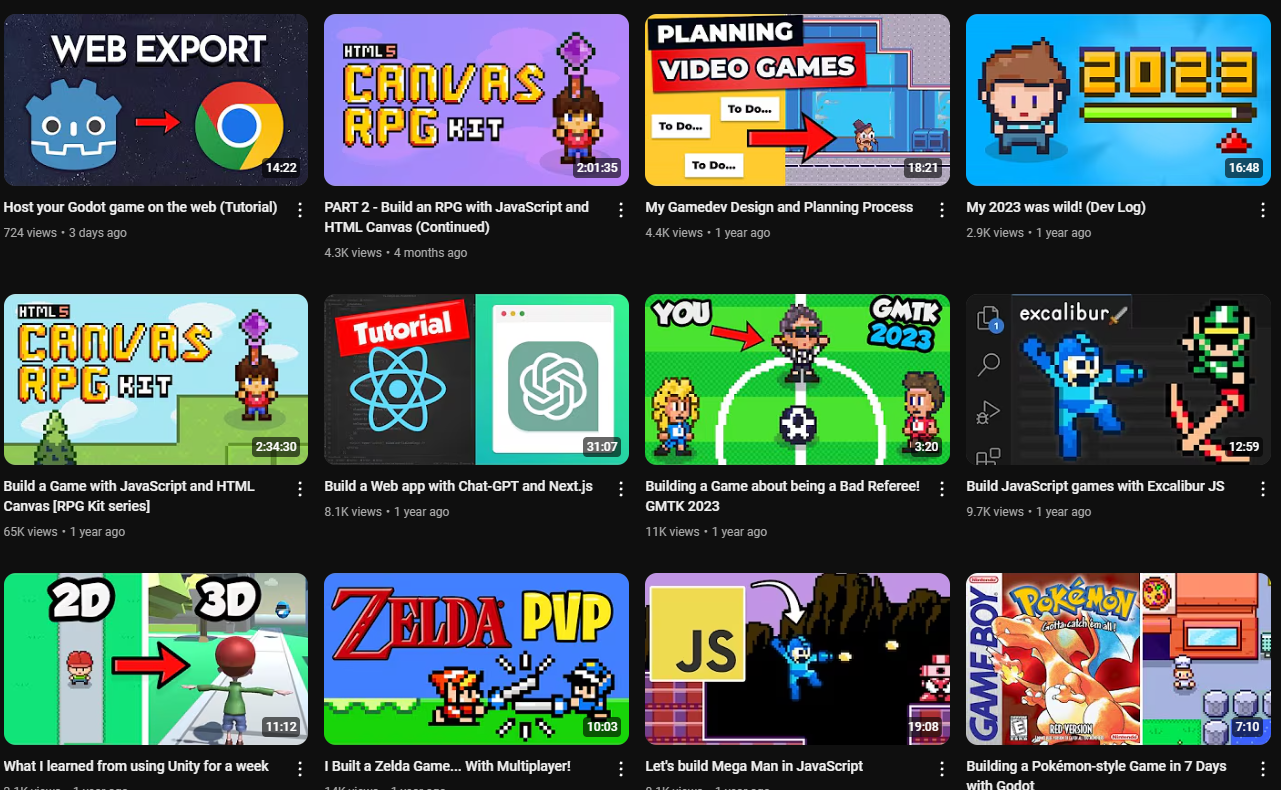 WEB EXPORT
14:22
Host your Godot game on the web (Tutorial)
724 views • 3 days ago
HTML5
CANVAS
RPG KIT
2:01:35
PART 2 - Build an RPG with JavaScript and
HTML Canvas (Continued)
4.3K views • 4 months ago
PLANNING
VIDEO GAMES
To Do...
To Do...
To Do...
18:21
My Gamedev Design and Planning Process
4.4K views • 1 year ago
2023
16:48
My 2023 was wild! (Dev Log)
2.9K views • 1 year ago
HTML5
CANVAS
RPG KIT
2:34:30
Build a Game with JavaScript and HTML
Canvas [RPG Kit series]
65K views • 1 year ago
Tutorial
31:07
Build a Web app with Chat-GPT and Next.js
8.1K views • 1 year ago
YOU
GMTK
2023
3:20
Building a Game about being a Bad Referee!
GMTK 2023
11K views • 1 year ago
1
excalibur
12:59
Build JavaScript games with Excalibur JS
9.7K views • 1 year ago
2D
3D
11:12
What I learned from using Unity for a week
ZELDA PVP
10:03
I Built a Zelda Game... With Multiplayer!
JS
19:08
Let's build Mega Man in JavaScript
Nintendo
GAME BOY
POKéMON
Gotta catch 'em all!
RED VERSION
Nintendo
E
7:10
Building a Pokémon-style Game in 7 Days
with Godot